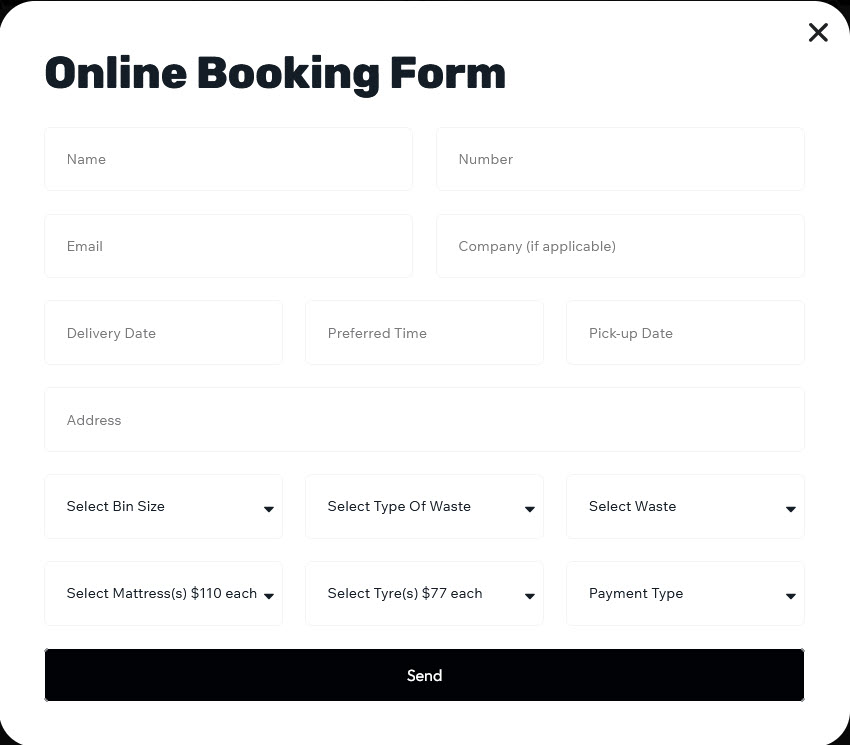 Online Booking Form
Name
Number
Email
Company (if applicable)
Delivery Date
Preferred Time
Pick-up Date
Address
Select Bin Size
Select Type Of Waste
Select Waste
Select Mattress(s) $110 each
Select Tyre(s) $77 each
Payment Type
Send